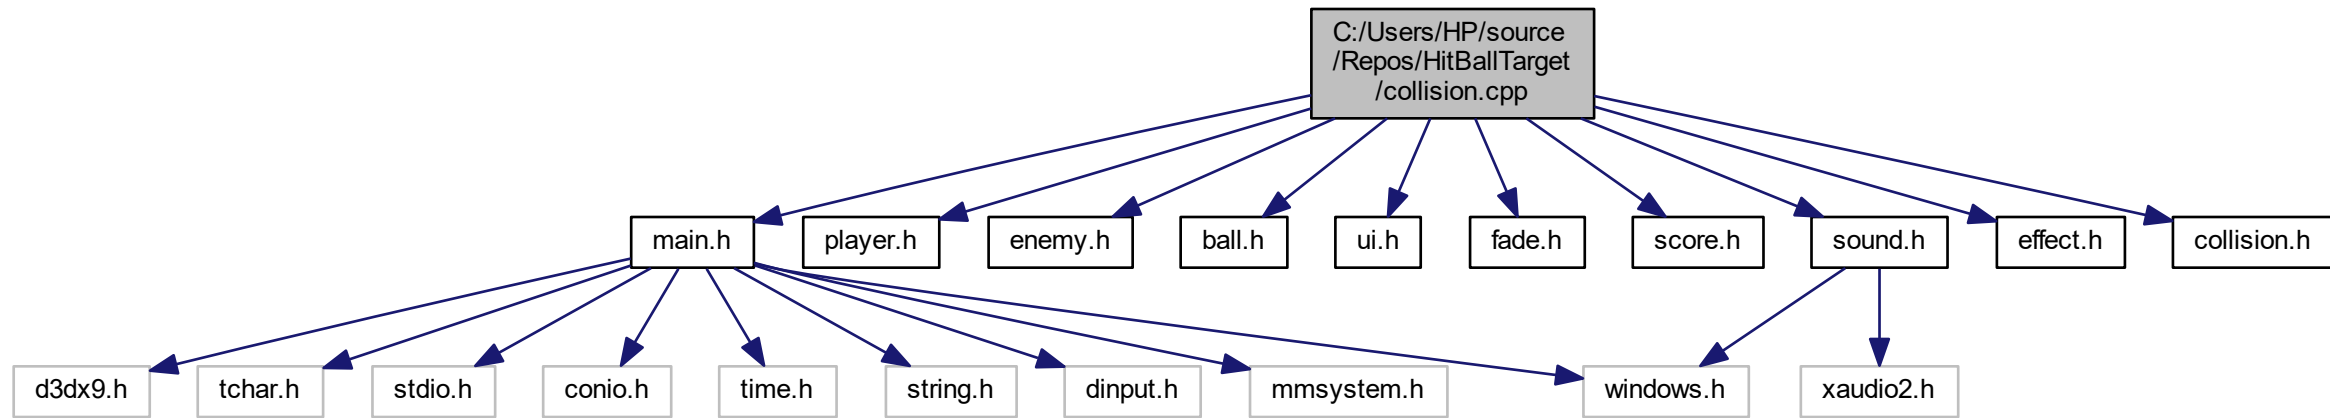 C:/Users/HP/source
/Repos/HitBallTarget
/collision.cpp
main.h
player.h
enemy.h
ball.h
ui.h
fade.h
score.h
sound.h
effect.h
collision.h
d3dx9.h
tchar.h
stdio.h
conio.h
time.h
string.h
dinput.h
mmsystem.h
windows.h
xaudio2.h